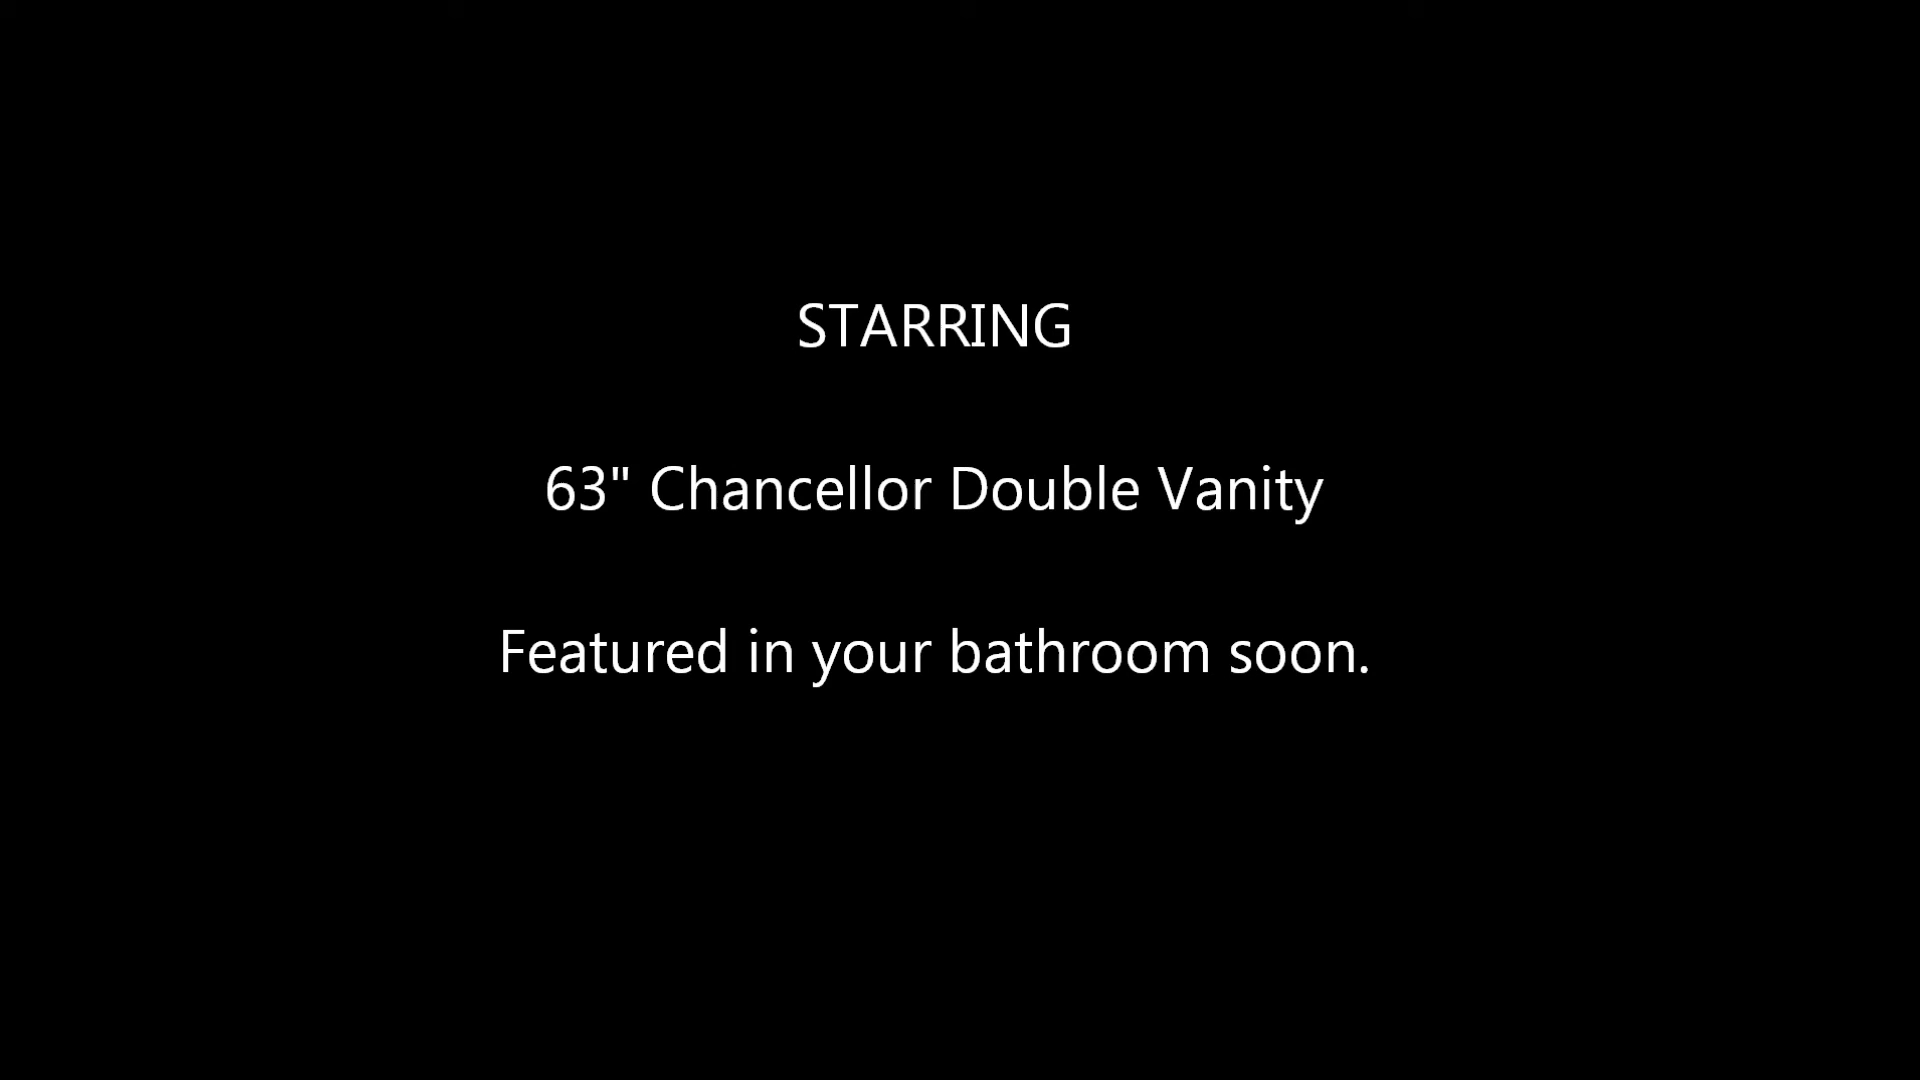 STARRING
63" Chancellor Double Vanity
Featured in your bathroom soon.